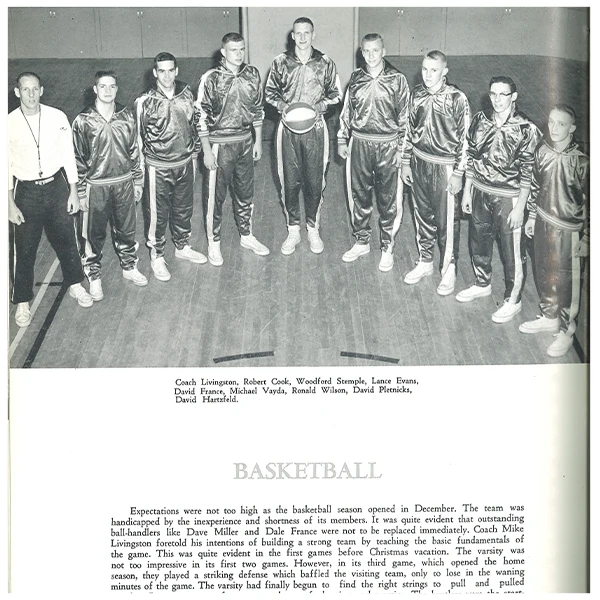 Coach Livingston, Robert Cook, Woodford Stemple, Lance Evans,
David France, Michael Vayda, Ronald Wilson, David Pletnicks,
David Hartzfeld.
BASKETBALL
Expectations were not too high as the basketball season opened in December. The team was
handicapped by the inexperience and shortness of its members. It was quite evident that outstanding
ball-handlers like Dave Miller and Dale France were not to be replaced immediately. Coach Mike
Livingston foretold his intentions of building a strong team by teaching the basic fundamentals of
the game. This was quite evident in the first games before Christmas vacation. The varsity was
not too impressive in its first two games. However, in its third game, which opened the home
season, they played a striking defense which baffled the visiting team, only to lose in the waning
minutes of the game. The varsity had finally begun to find the right strings to pull and pulled